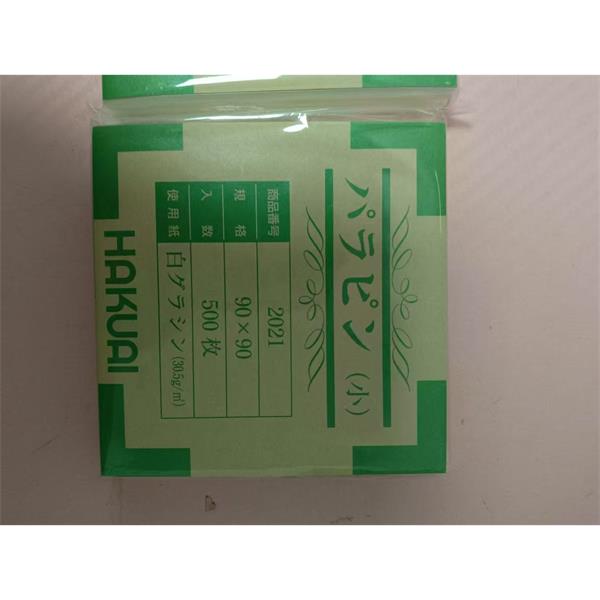 パラピン(小)
商品番号 2021
規格 90×90
入数 500枚
使用紙 白グラシン(30.5g/㎡)
HAKUAI